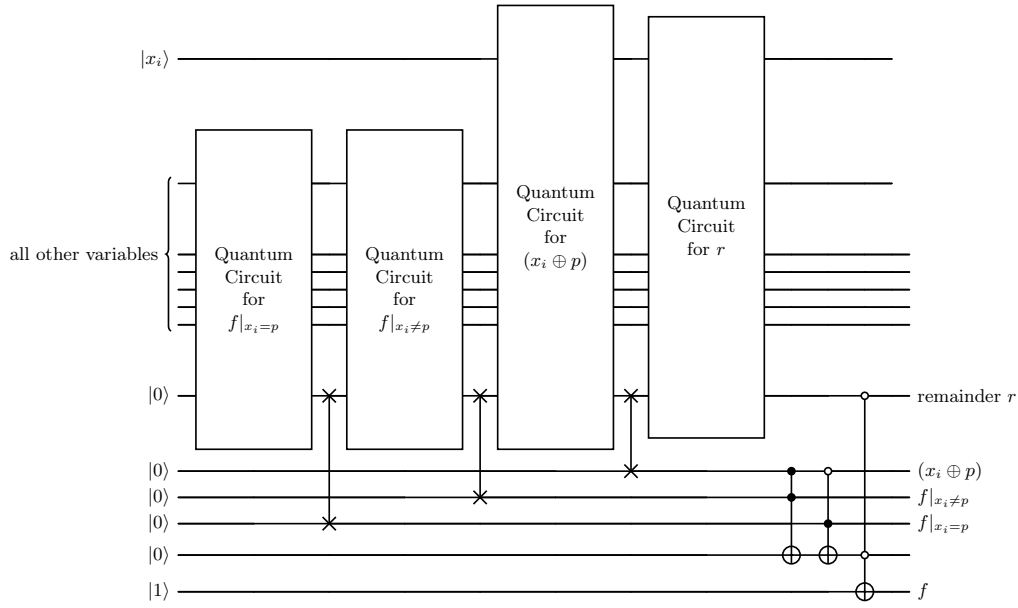 |x_i⟩
all other variables
Quantum
Circuit
for
f|_{x_i=p}
Quantum
Circuit
for
f|_{x_i≠p}
Quantum
Circuit
for
(x_i ⊕ p)
Quantum
Circuit
for r
|0⟩
remainder r
|0⟩
(x_i ⊕ p)
|0⟩
f|_{x_i≠p}
|0⟩
f|_{x_i=p}
|0⟩
|1⟩
f